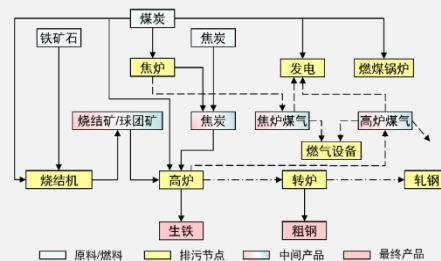 煤炭
铁矿石 焦炭
焦炉 发电 燃煤锅炉
烧结矿/球团矿 焦炭 焦炉煤气 高炉煤气
燃气设备
烧结机 高炉 转炉 轧钢
生铁 粗钢
原料/燃料 排污节点 中间产品 最终产品